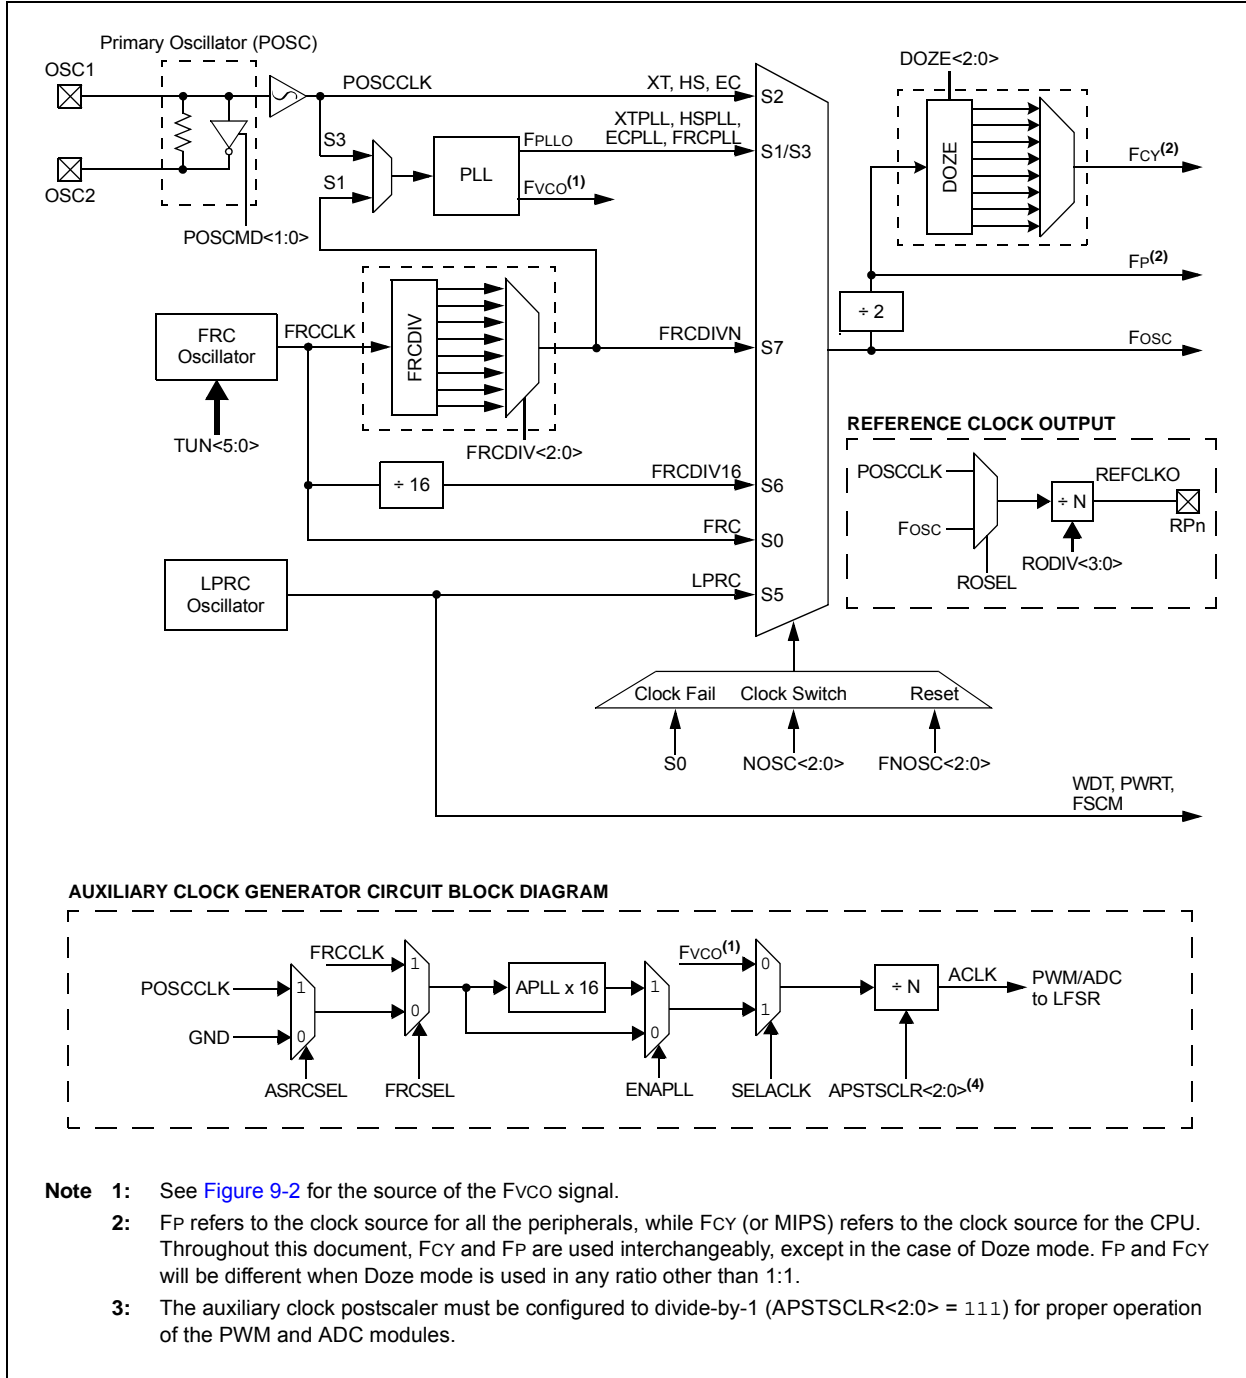 Primary Oscillator (POSC)
OSC1
OSC2
POSCMD<1:0>
POSCCLK
XT, HS, EC
S2
S3
S1
PLL
FPLLO
FVCO(1)
XTPLL, HSPLL,
ECPLL, FRCPLL
S1/S3
DOZE<2:0>
DOZE
FCY(2)
FP(2)
÷ 2
FOSC
FRC
Oscillator
TUN<5:0>
FRCCLK
FRCDIV
FRCDIV<2:0>
FRCDIVN
S7
÷ 16
FRCDIV16
S6
FRC
S0
LPRC
Oscillator
LPRC
S5
REFERENCE CLOCK OUTPUT
POSCCLK
FOSC
ROSEL
÷ N
REFCLKO
RPn
RODIV<3:0>
Clock Fail Clock Switch Reset
S0 NOSC<2:0> FNOSC<2:0>
WDT, PWRT,
FSCM
AUXILIARY CLOCK GENERATOR CIRCUIT BLOCK DIAGRAM
POSCCLK
GND
1
0
ASRCSEL
FRCCLK
1
0
FRCSEL
APLL x 16
1
0
ENAPLL
FVCO(1)
0
1
SELACLK
÷ N
APSTSCLR<2:0>(4)
ACLK
PWM/ADC
to LFSR
Note 1: See Figure 9-2 for the source of the FVCO signal.
2: FP refers to the clock source for all the peripherals, while FCY (or MIPS) refers to the clock source for the CPU.
Throughout this document, FCY and FP are used interchangeably, except in the case of Doze mode. FP and FCY
will be different when Doze mode is used in any ratio other than 1:1.
3: The auxiliary clock postscaler must be configured to divide-by-1 (APSTSCLR<2:0> = 111) for proper operation
of the PWM and ADC modules.